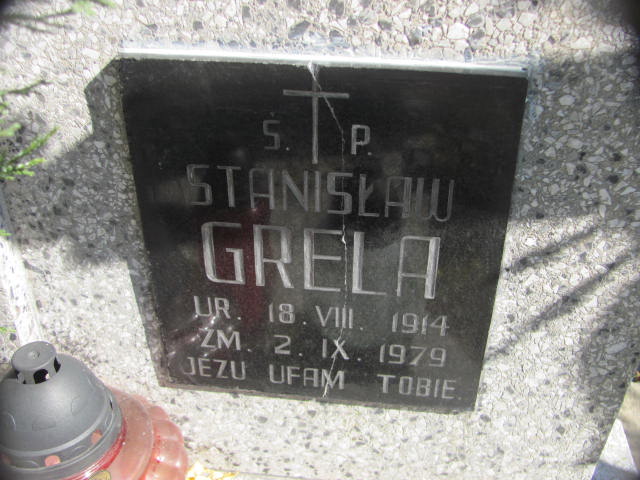 Ś. P.
STANISŁAW
GRELA
UR. 18. VIII. 1914
ZM. 2. IX. 1979
JEZU UFAM TOBIE.